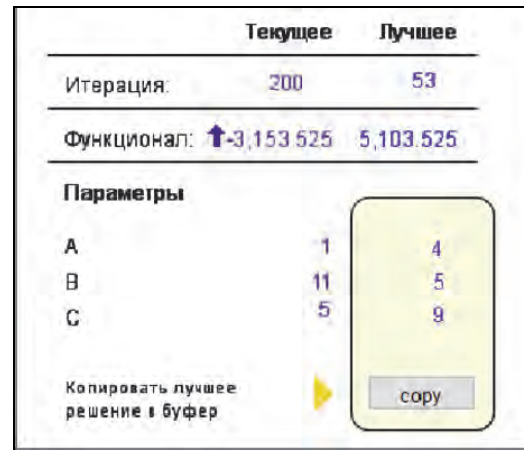 Текущее Лучшее
Итерация: 200 53
Функционал: -3,153.525 5,103.525
Параметры
A 1 4
B 11 5
C 5 9
Копировать лучшее
решение в буфер
copy